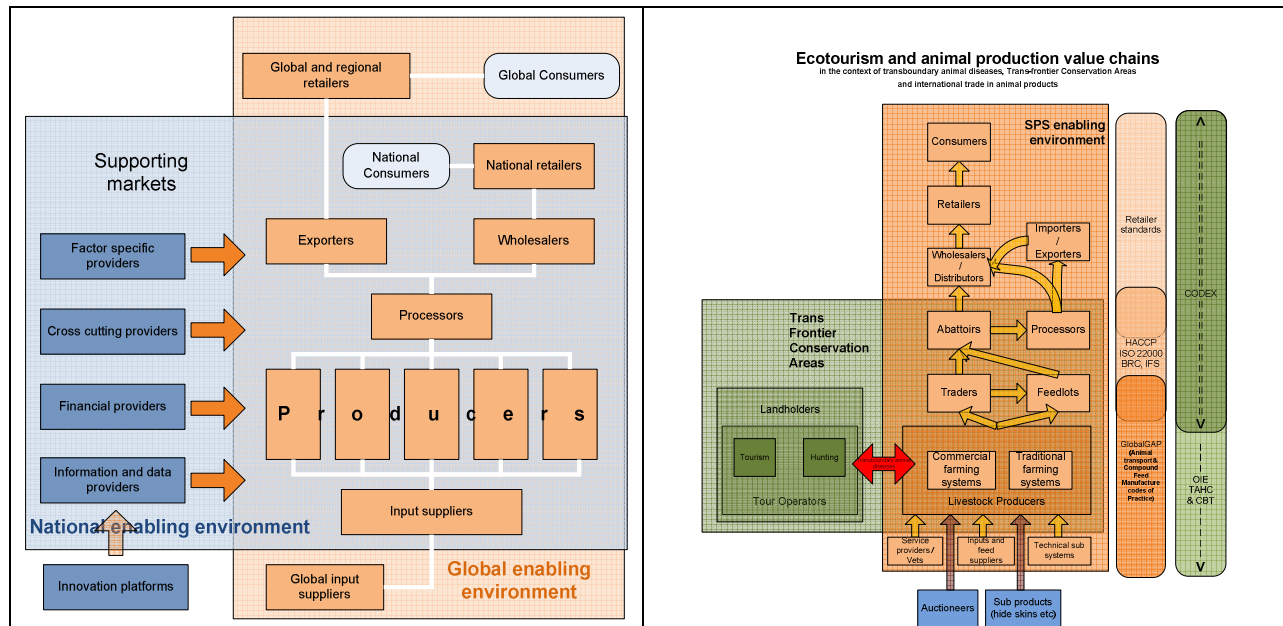 Global and regional
retailers
Global Consumers
Supporting
markets
National
Consumers
National retailers
Factor specific
providers
Exporters
Wholesalers
Cross cutting providers
Processors
Financial providers
Producers
Information and data
providers
Input suppliers
National enabling environment
Innovation platforms
Global input
suppliers
Global enabling
environment
Ecotourism and animal production value chains
in the context of transboundary animal diseases, Trans-frontier Conservation Areas
and international trade in animal products
SPS enabling
environment
Consumers
Retailers
Importers
/
Exporters
Wholesalers
/
Distributors
Retailer
standards
CODEX
Trans
Frontier
Conservation
Areas
Abattoirs
Processors
HACCP
ISO 22000
BRC, IFS
Traders
Feedlots
Landholders
Tourism
Hunting
Tour Operators
Commercial
farming
systems
Traditional
farming
systems
Livestock Producers
GlobalGAP
(Animal
transport &
Compound
Feed
Manufacture
codes of
Practice)
OIE
TAHC
& CBT
Service
providers /
Vets
Inputs and
feed
suppliers
Technical sub
systems
Auctioneers
Sub products
(hide skins etc)